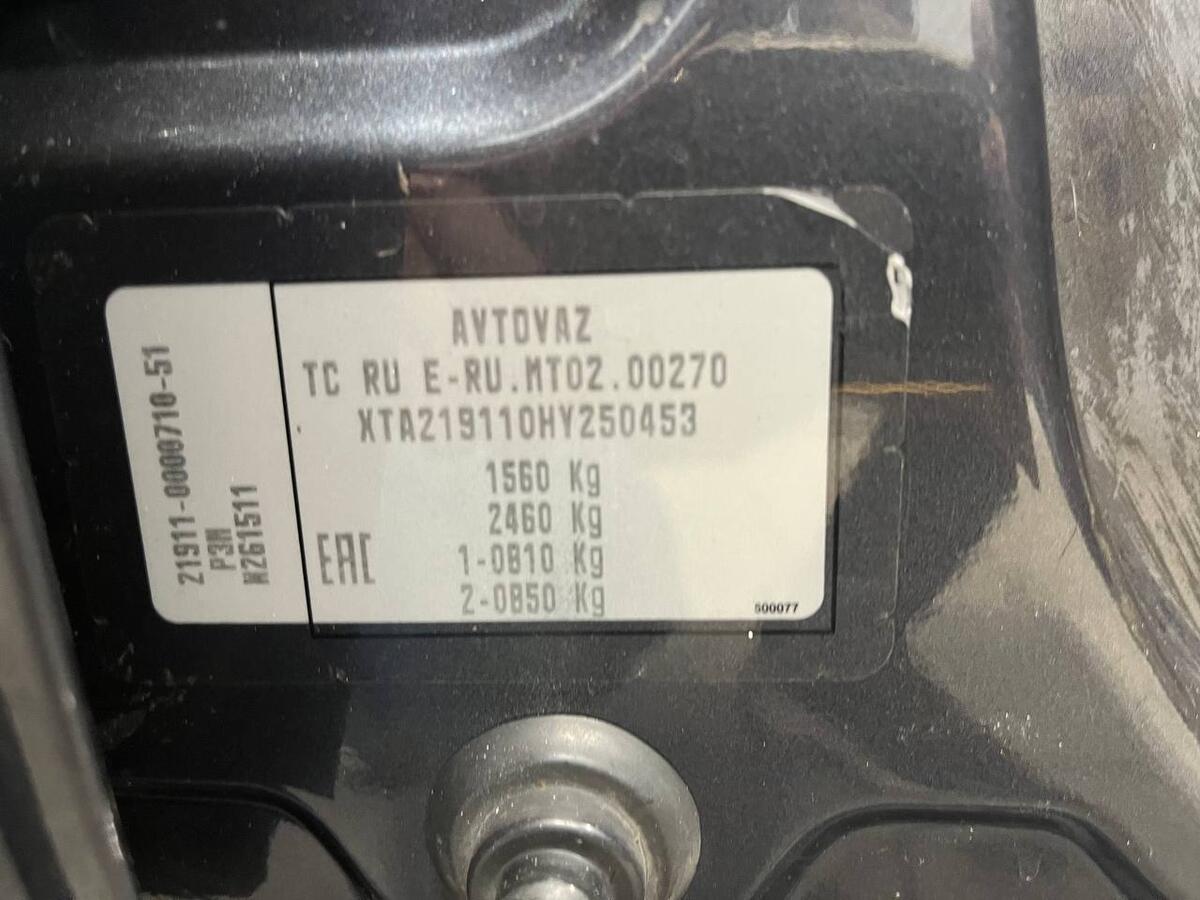 21911-0000710-51
P3M
W261511
AVTOVAZ
TC RU E-RU.MT02.00270
XTA219110HY250453
1560 Kg
2460 Kg
1-0810 Kg
2-0850 Kg
EAC
500077